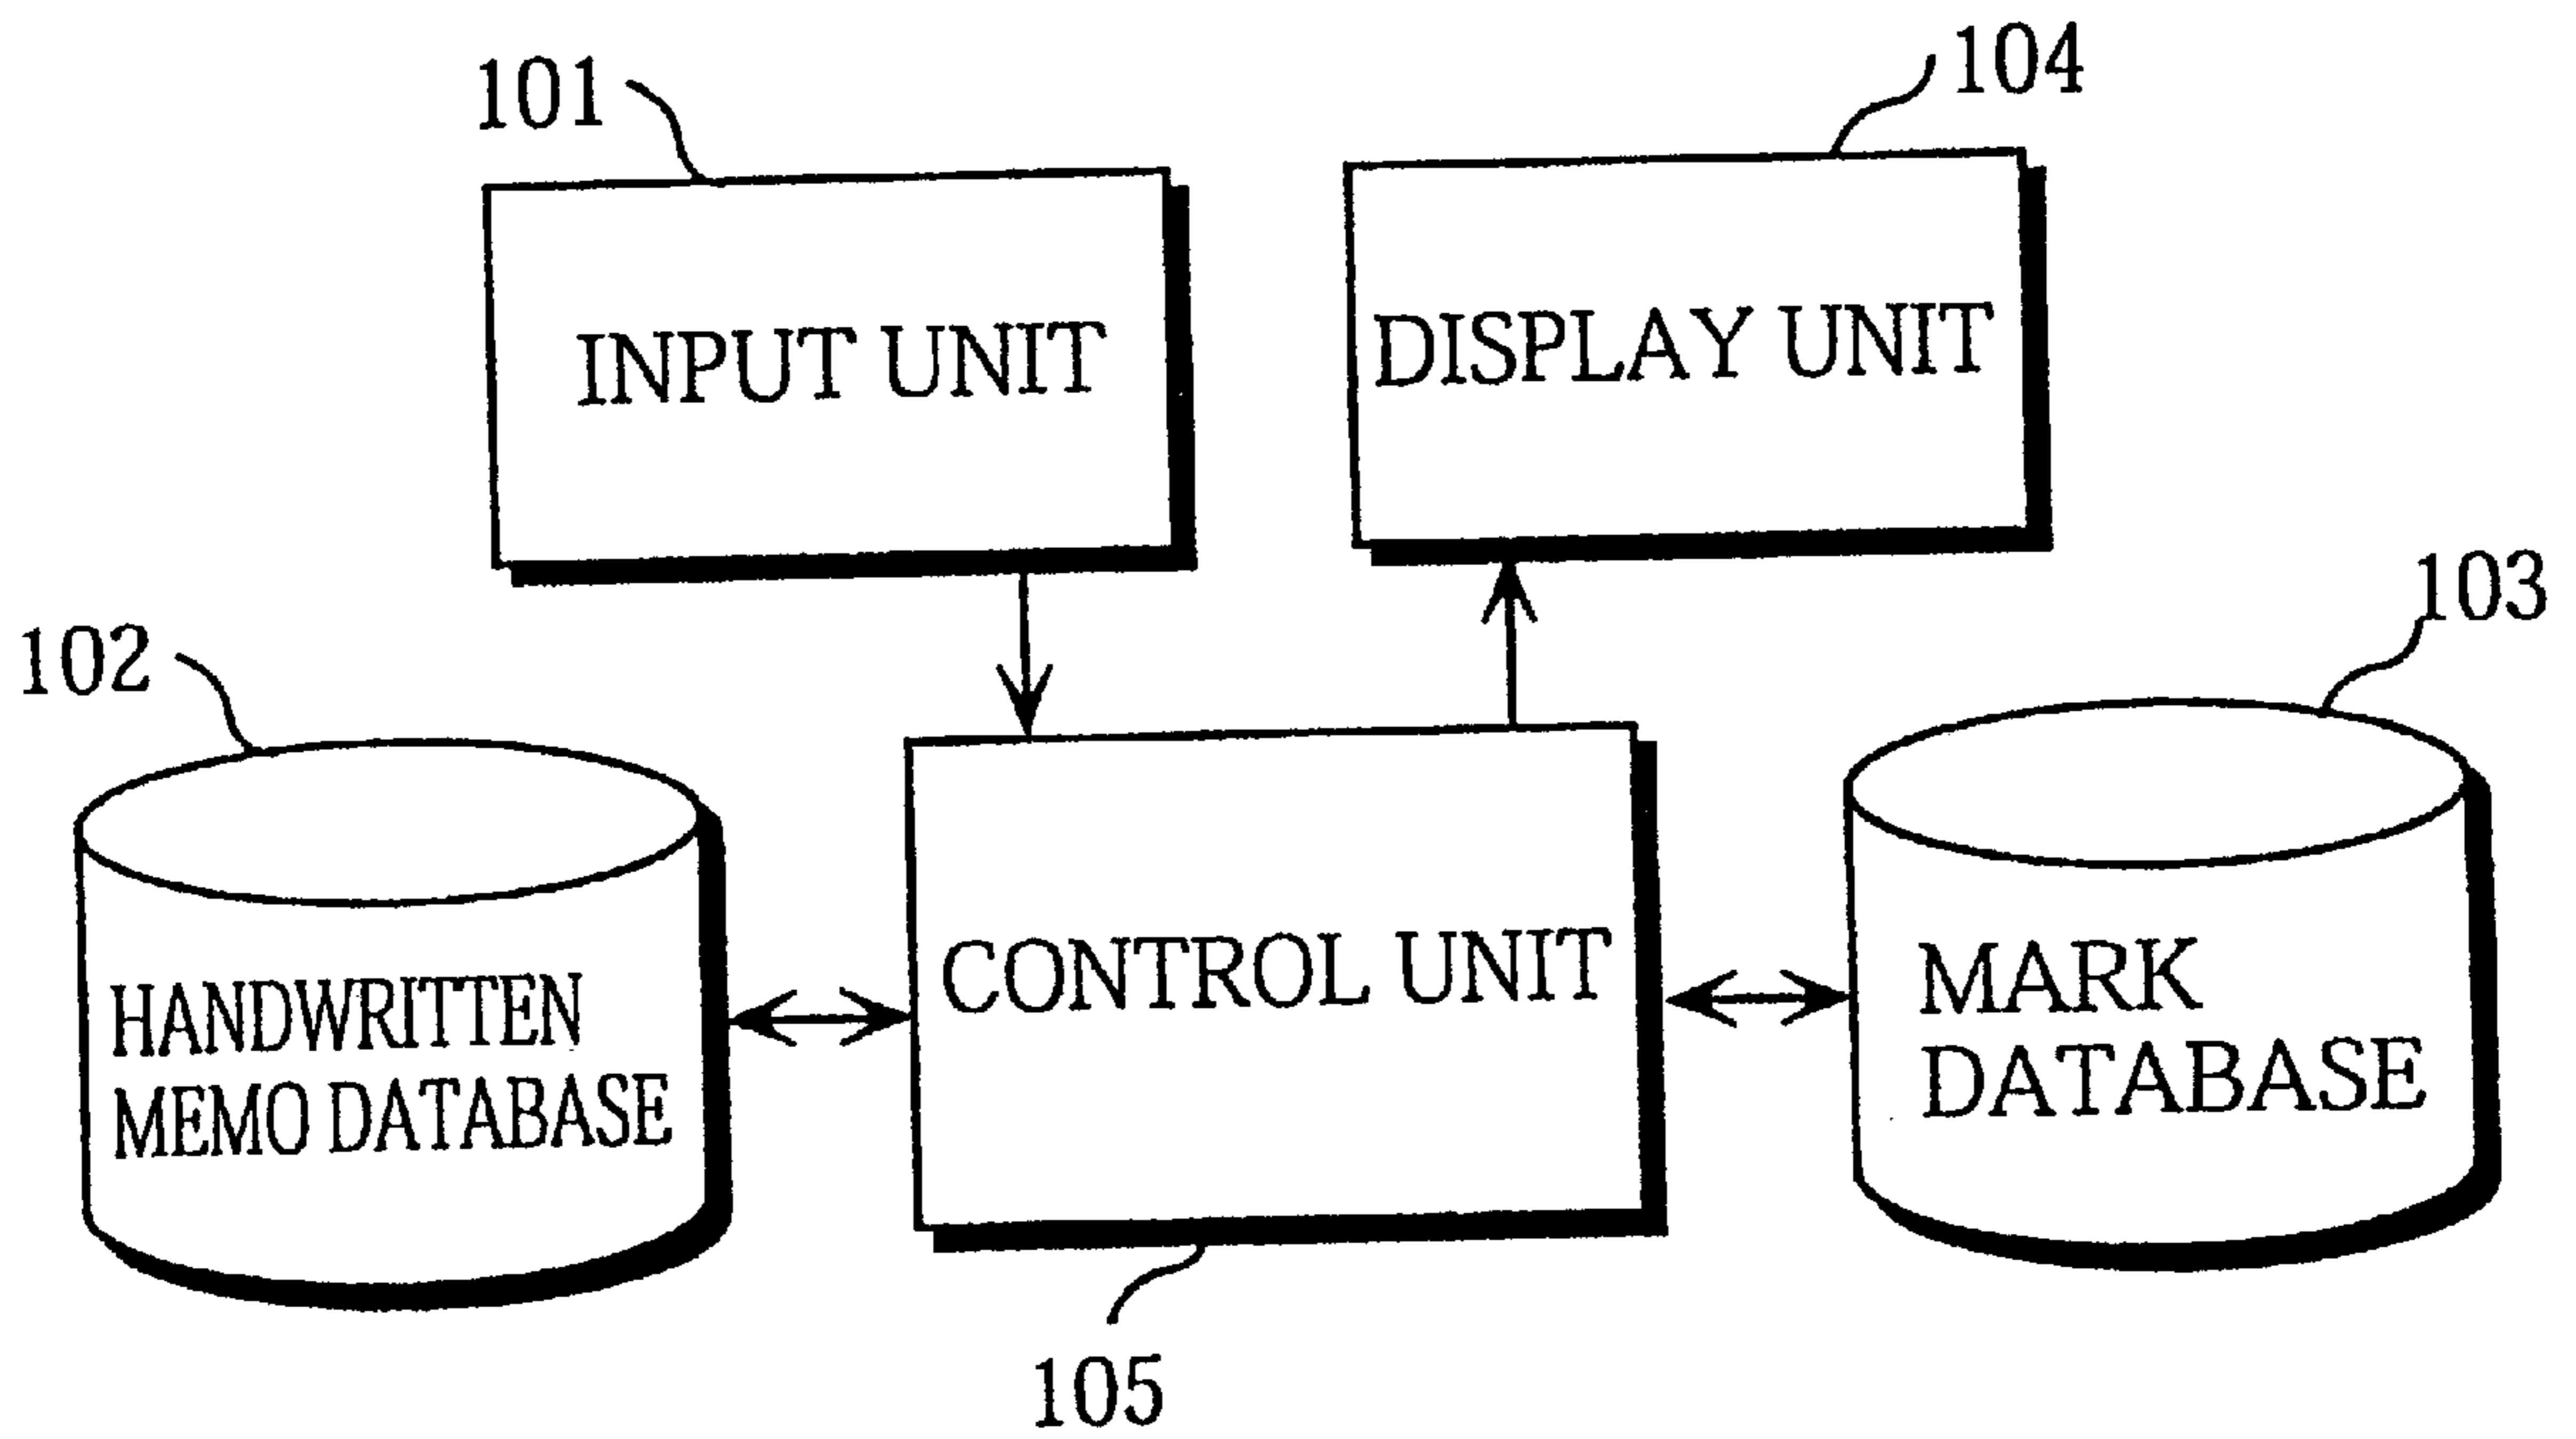 101
104
INPUT UNIT
DISPLAY UNIT
102
103
HANDWRITTEN
MEMO DATABASE
CONTROL UNIT
MARK
DATABASE
105